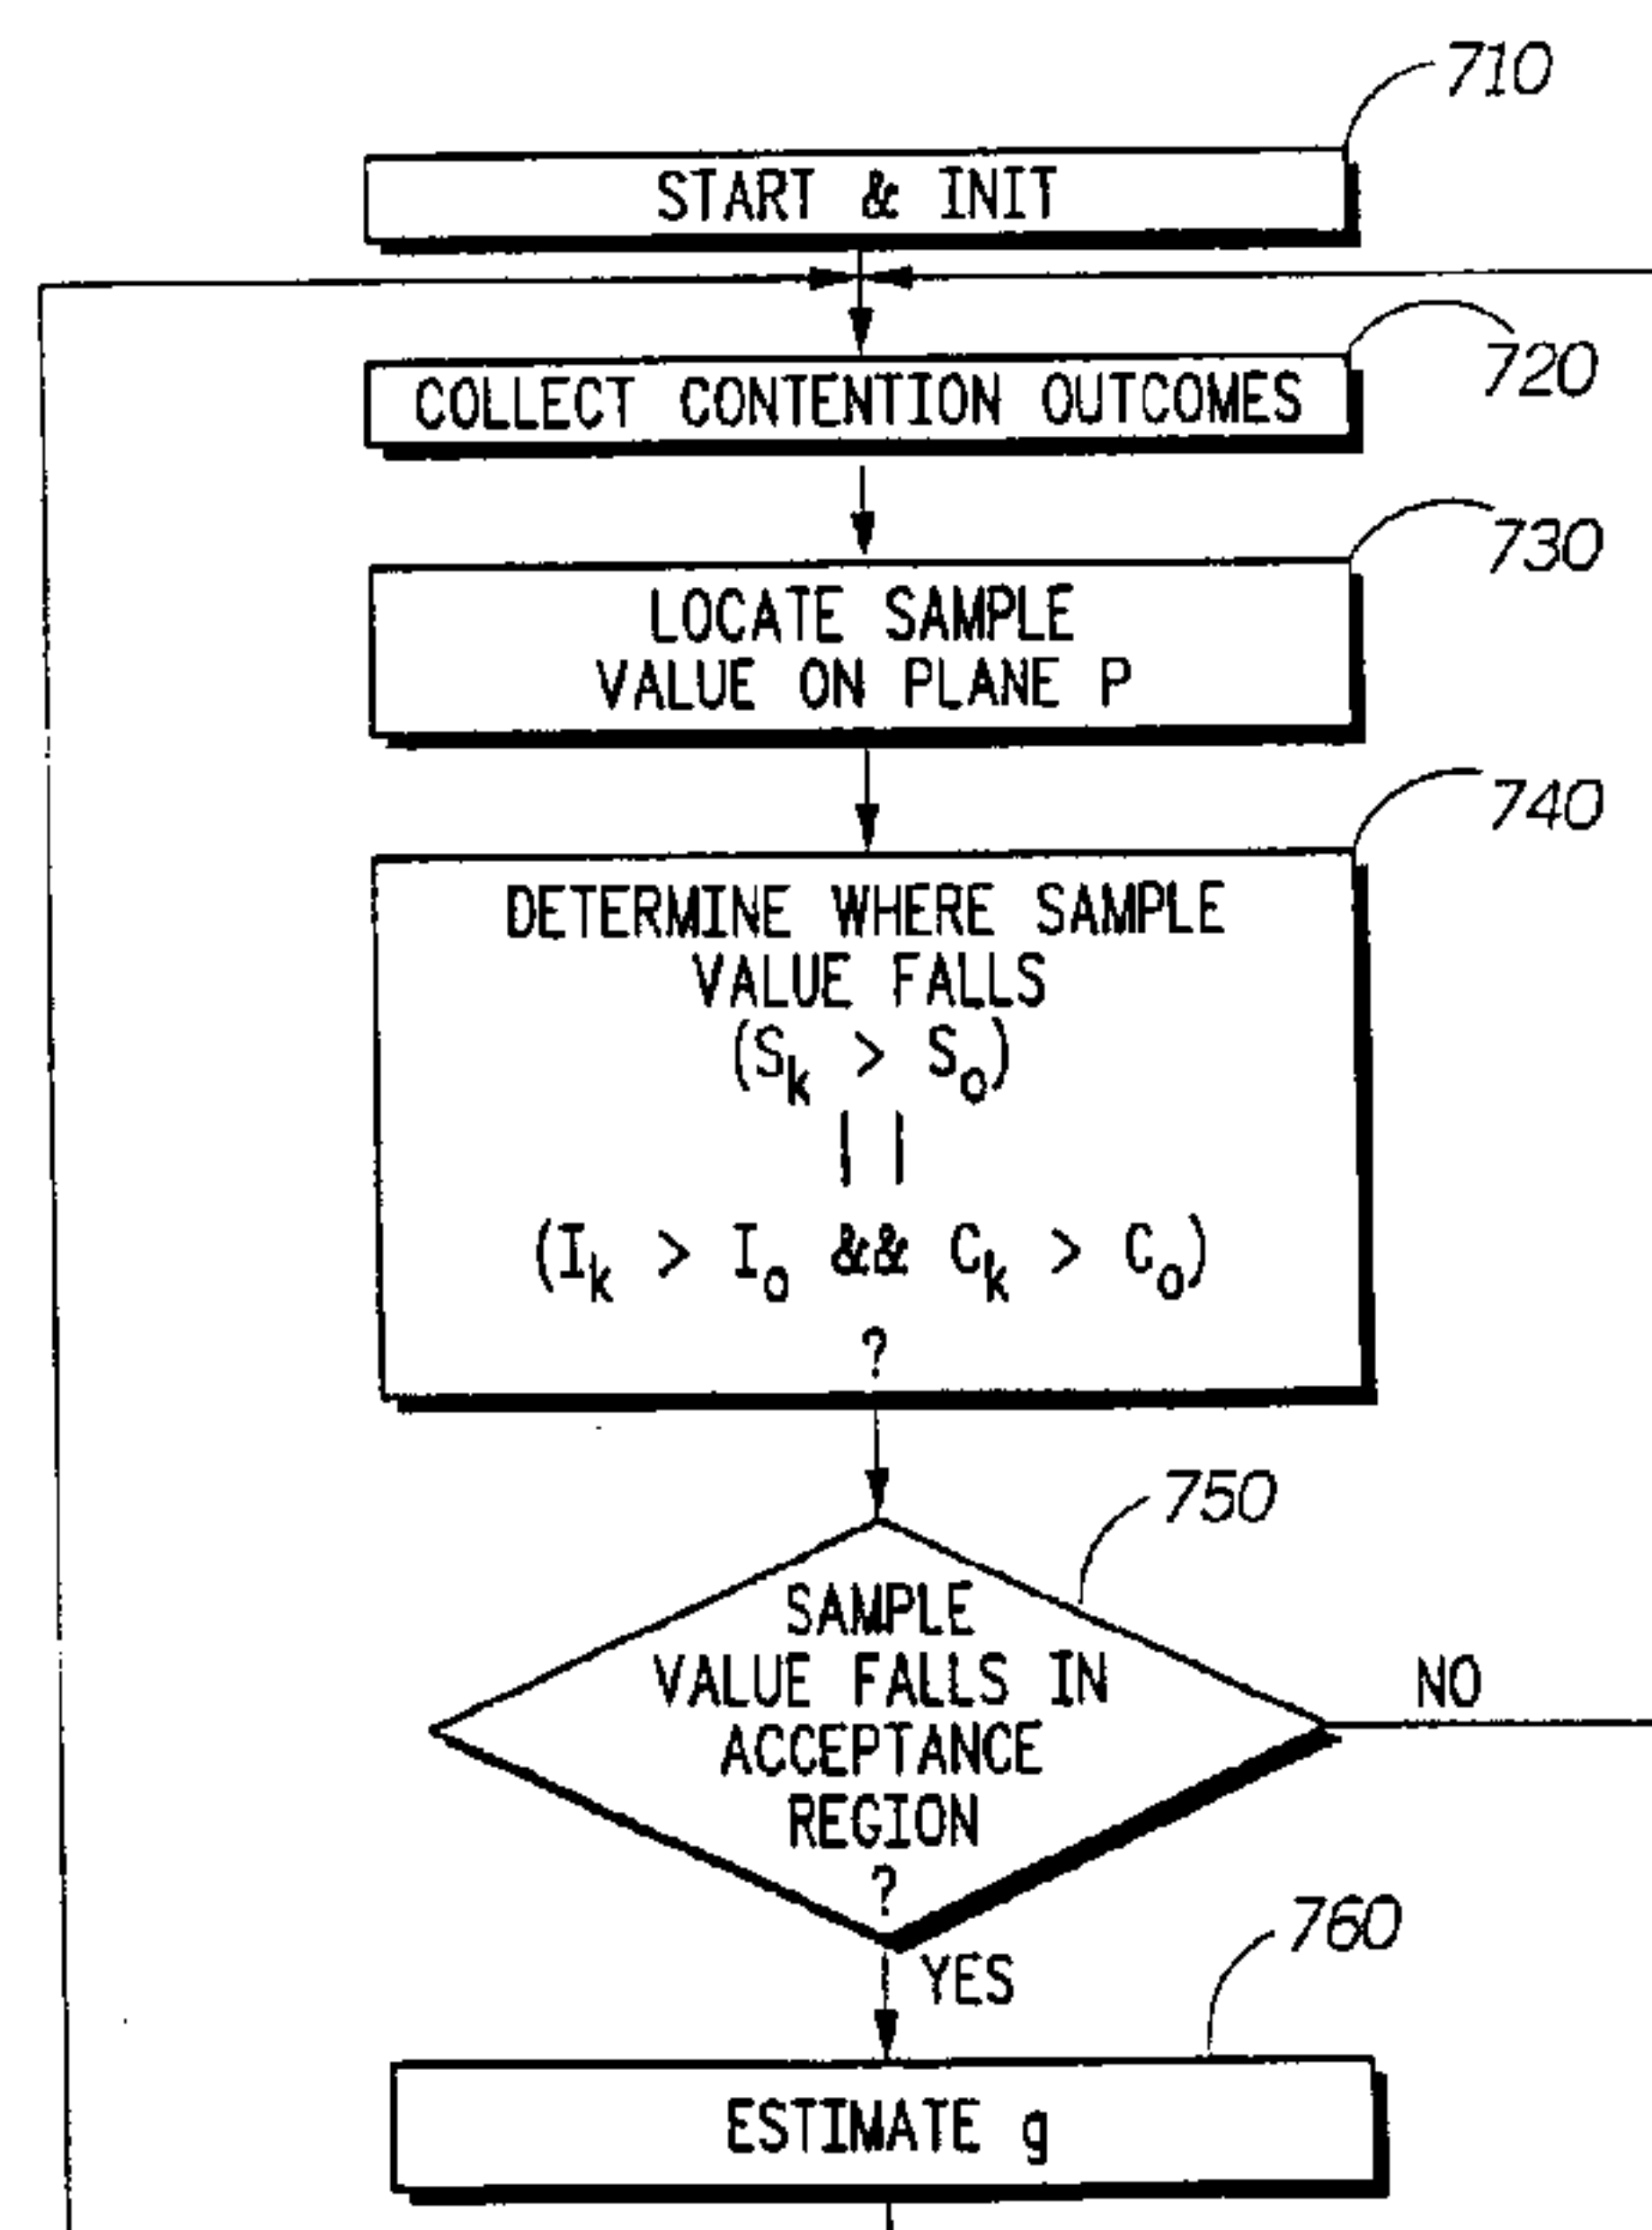 710
START & INIT
720
COLLECT CONTENTION OUTCOMES
730
LOCATE SAMPLE
VALUE ON PLANE P
740
DETERMINE WHERE SAMPLE
VALUE FALLS
(Sk > So)
||
(Ik > Io && Ck > Co)
?
750
SAMPLE
VALUE FALLS IN
ACCEPTANCE
REGION
?
NO
YES
760
ESTIMATE g